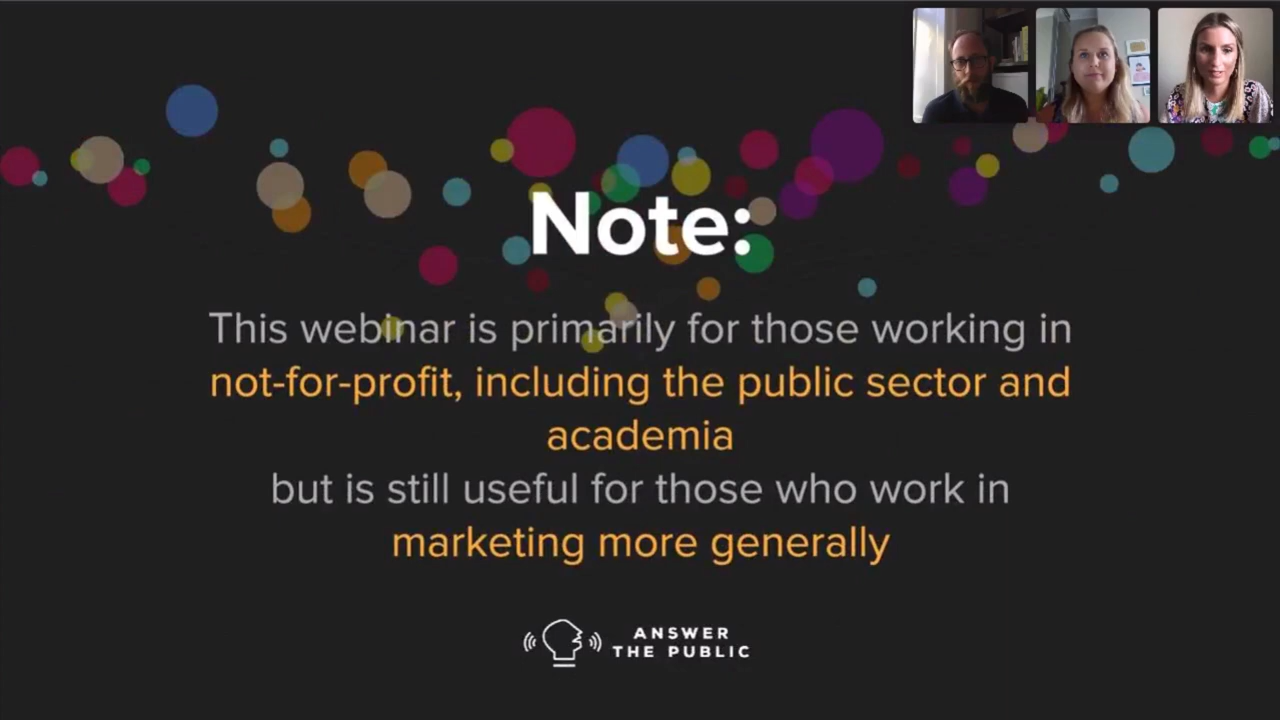 Note:
This webinar is primarily for those working in
not-for-profit, including the public sector and
academia
but is still useful for those who work in
marketing more generally
ANSWER
THE PUBLIC